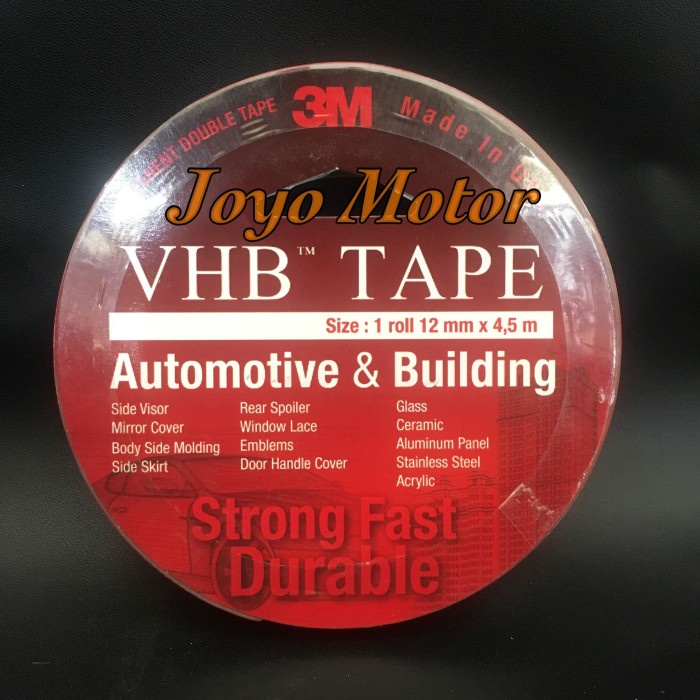 DOUBLE TAPE 3M Made In
Joyo Motor
VHB™ TAPE
Size : 1 roll 12 mm x 4,5 m
Automotive & Building
Side Visor
Mirror Cover
Body Side Molding
Side Skirt
Rear Spoiler
Window Lace
Emblems
Door Handle Cover
Glass
Ceramic
Aluminum Panel
Stainless Steel
Acrylic
Strong Fast
Durable